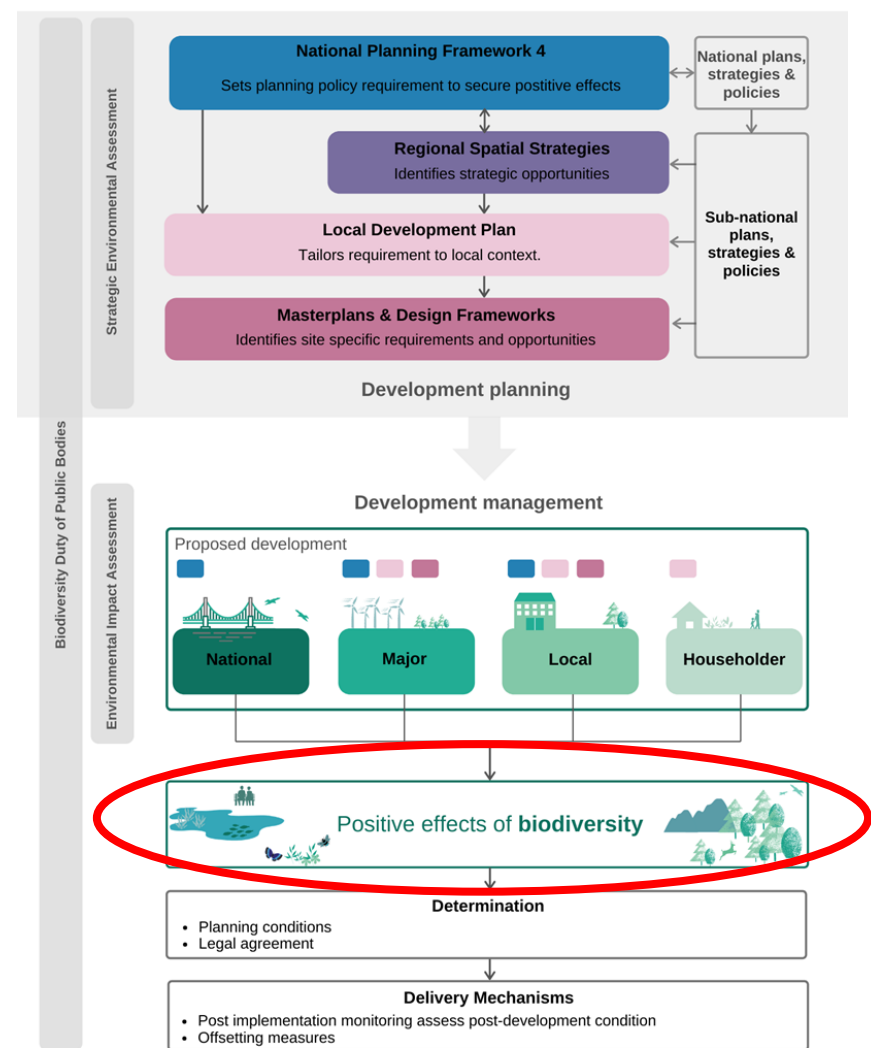 Biodiversity Duty of Public Bodies
Strategic Environmental Assessment
National Planning Framework 4
Sets planning policy requirement to secure postitive effects
National plans,
strategies &
policies
Regional Spatial Strategies
Identifies strategic opportunities
Local Development Plan
Tailors requirement to local context.
Sub-national
plans,
strategies &
policies
Masterplans & Design Frameworks
Identifies site specific requirements and opportunities
Development planning
Environmental Impact Assessment
Development management
Proposed development
National
Major
Local
Householder
Positive effects of biodiversity
Determination
• Planning conditions
• Legal agreement
Delivery Mechanisms
• Post implementation monitoring assess post-development condition
• Offsetting measures